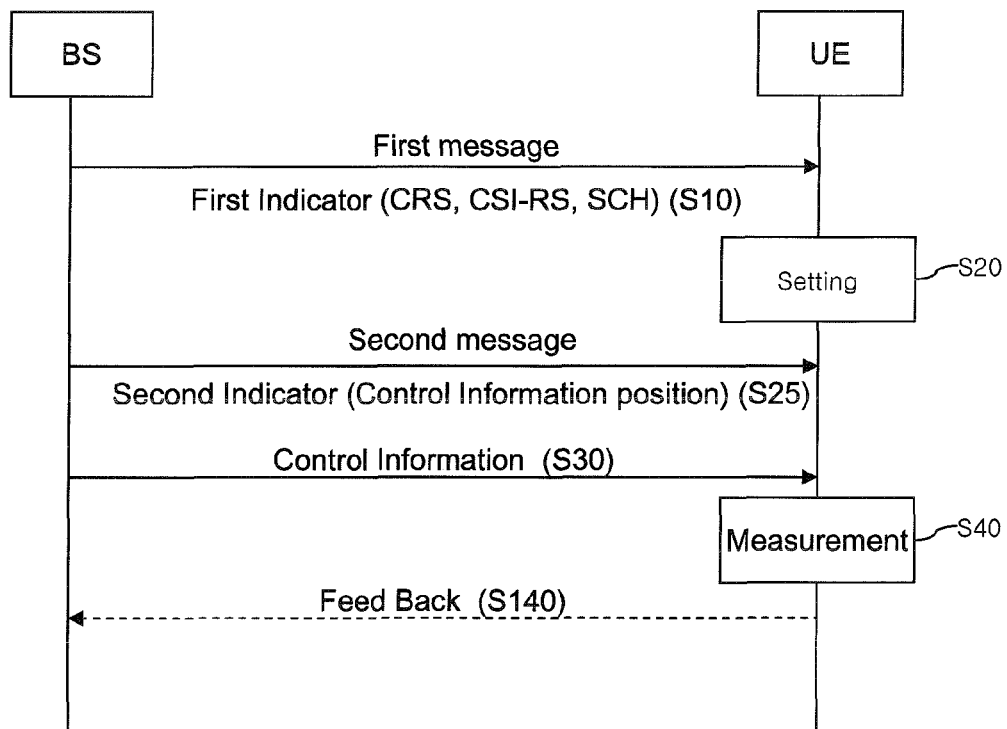 BS
UE
First message
First Indicator (CRS, CSI-RS, SCH) (S10)
Setting
S20
Second message
Second Indicator (Control Information position) (S25)
Control Information (S30)
Measurement
S40
Feed Back (S140)